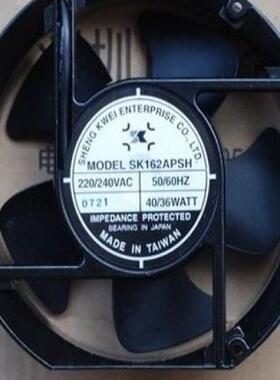 SHENG KWEI ENTERPRISE CO., LTD.
MODEL SK162APSH
220/240VAC 50/60HZ
0721 40/36WATT
IMPEDANCE PROTECTED
BEARING IN JAPAN
MADE IN TAIWAN